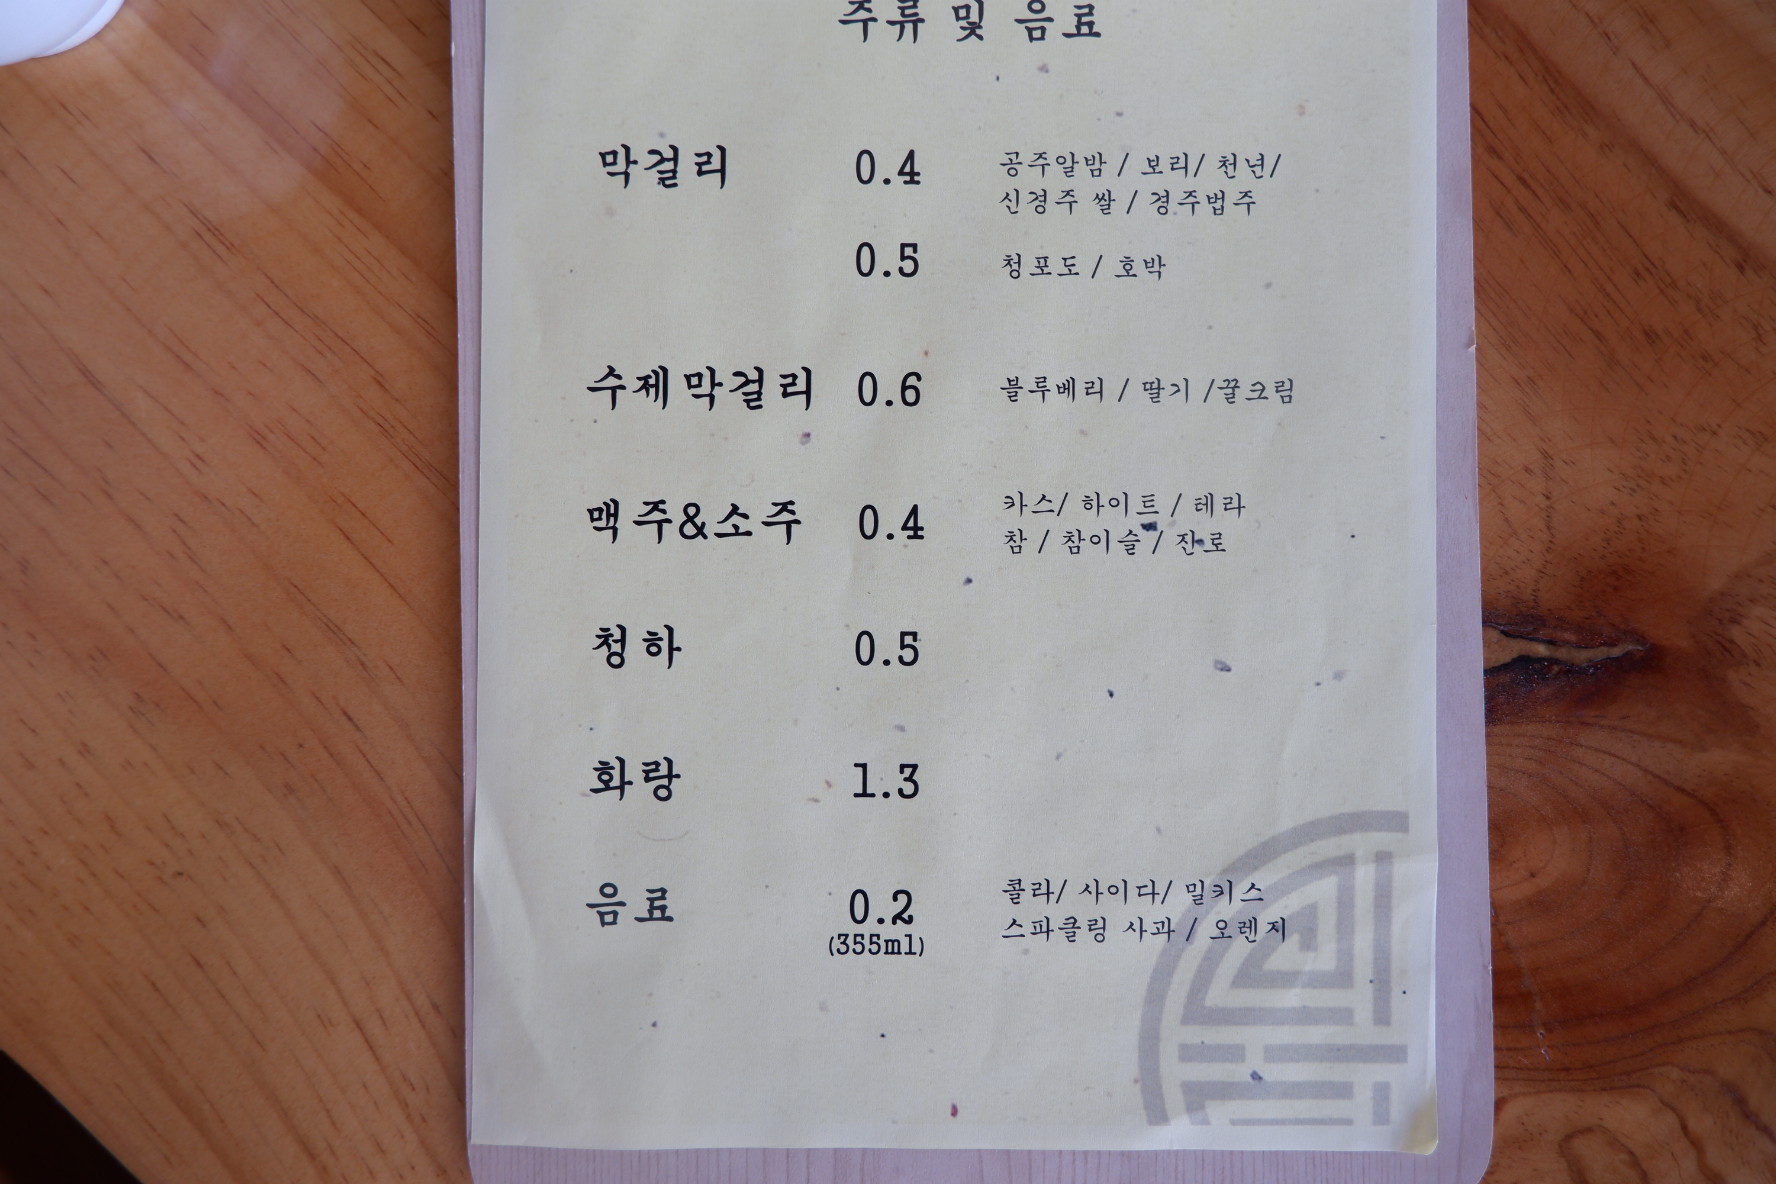 주류 및 음료
막걸리 0.4 공주알밤 / 보리/ 천년/
신경주 쌀 / 경주법주
0.5 청포도 / 호박
수제 막걸리 0.6 블루베리 / 딸기 /꿀크림
맥주&소주 0.4 카스/ 하이트 / 테라
참 / 참이슬 / 잔로
청하 0.5
화랑 1.3
음료 0.2 콜라/ 사이다/ 밀키스
(355ml) 스파클링 사과 / 오렌지